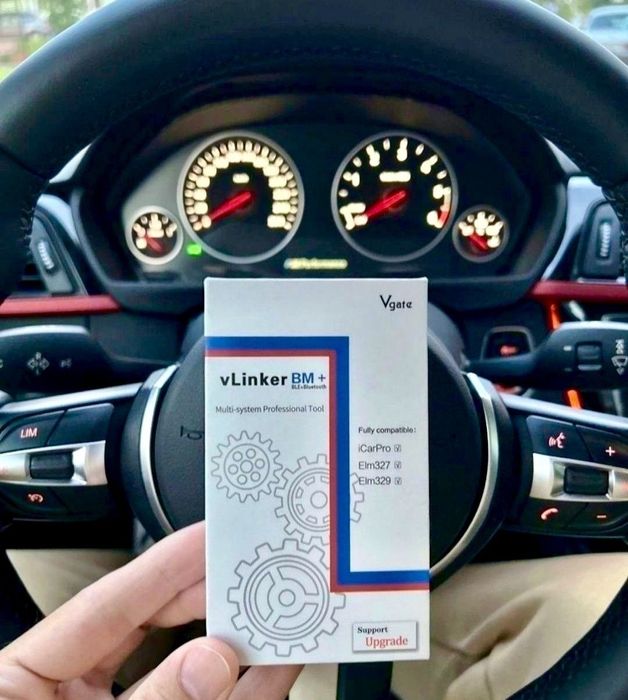 Vgate
vLinker BM +
BLE+Bluetooth
Multi-system Professional Tool
Fully compatible:
iCarPro ☑
Elm327 ☑
Elm329 ☑
Support
Upgrade
LIM
+
-